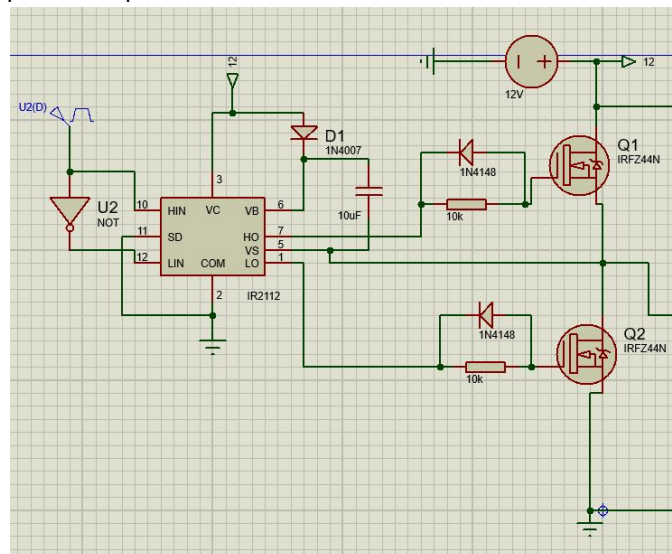 12
12
12V
U2(D)
D1
1N4007
Q1
IRFZ44N
1N4148
10k
3
U2
NOT
10
HIN
VC
VB
6
10uF
11
SD
HO
7
VS
5
12
LIN
COM
LO
1
2
IR2112
1N4148
10k
Q2
IRFZ44N